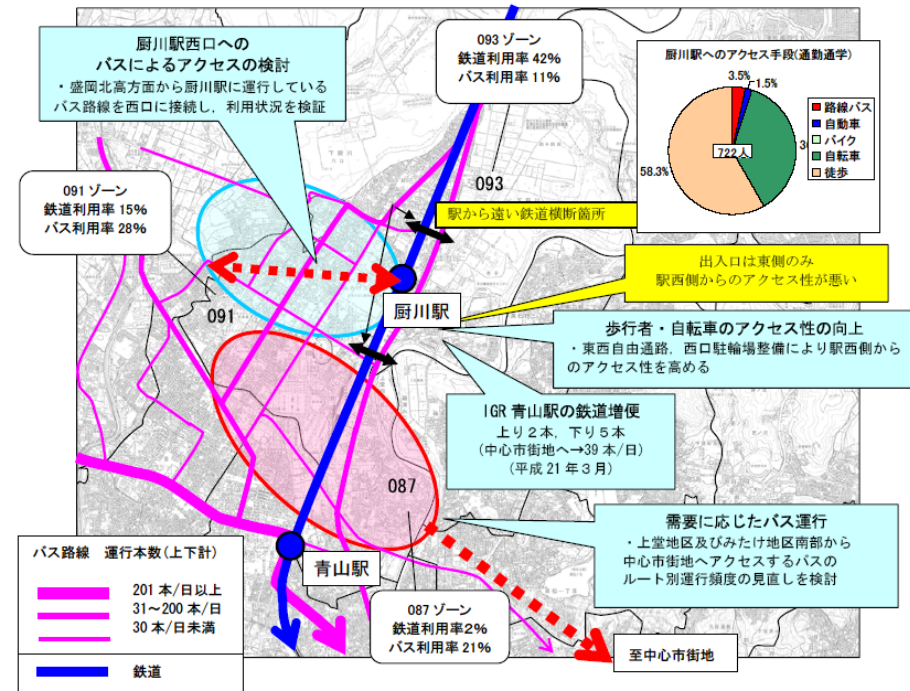 厨川駅西口への
バスによるアクセスの検討
・盛岡北高方面から厨川駅に運行している
バス路線を西口に接続し，利用状況を検証
093 ゾーン
鉄道利用率 42%
バス利用率 11%
厨川駅へのアクセス手段(通勤通学)
3.5%
1.5%
58.3%
722人
路線バス
自動車
バイク
自転車
徒歩
091 ゾーン
鉄道利用率 15%
バス利用率 28%
093
駅から遠い鉄道横断箇所
出入口は東側のみ
駅西側からのアクセス性が悪い
091
厨川駅
歩行者・自転車のアクセス性の向上
・東西自由通路，西口駐輪場整備により駅西側から
のアクセス性を高める
IGR 青山駅の鉄道増便
上り２本，下り５本
(中心市街地へ→39 本/日)
(平成 21 年３月)
087
需要に応じたバス運行
・上堂地区及びみたけ地区南部から
中心市街地へアクセスするバスの
ルート別運行頻度の見直しを検討
バス路線　運行本数(上下計)
201 本/日以上
31～200 本/日
30 本/日未満
鉄道
青山駅
087 ゾーン
鉄道利用率2%
バス利用率 21%
至中心市街地